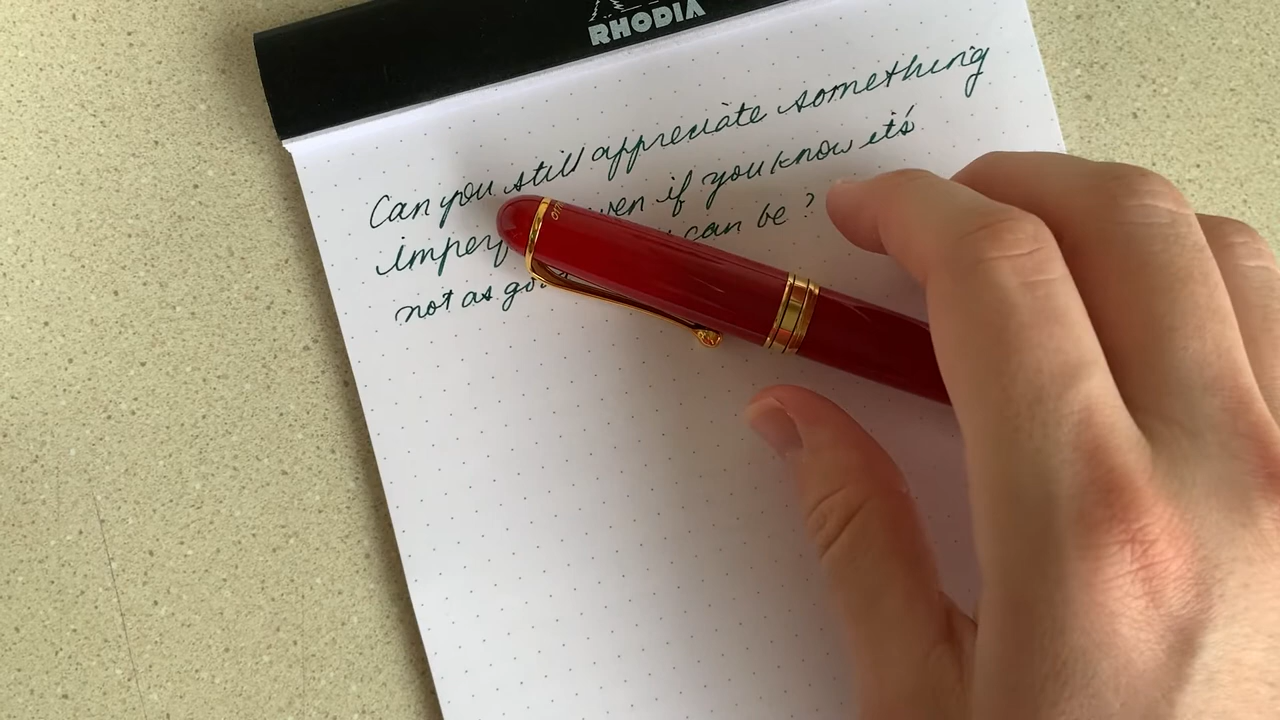 RHODIA
Can you still appreciate something
if you know it's
not as can be?